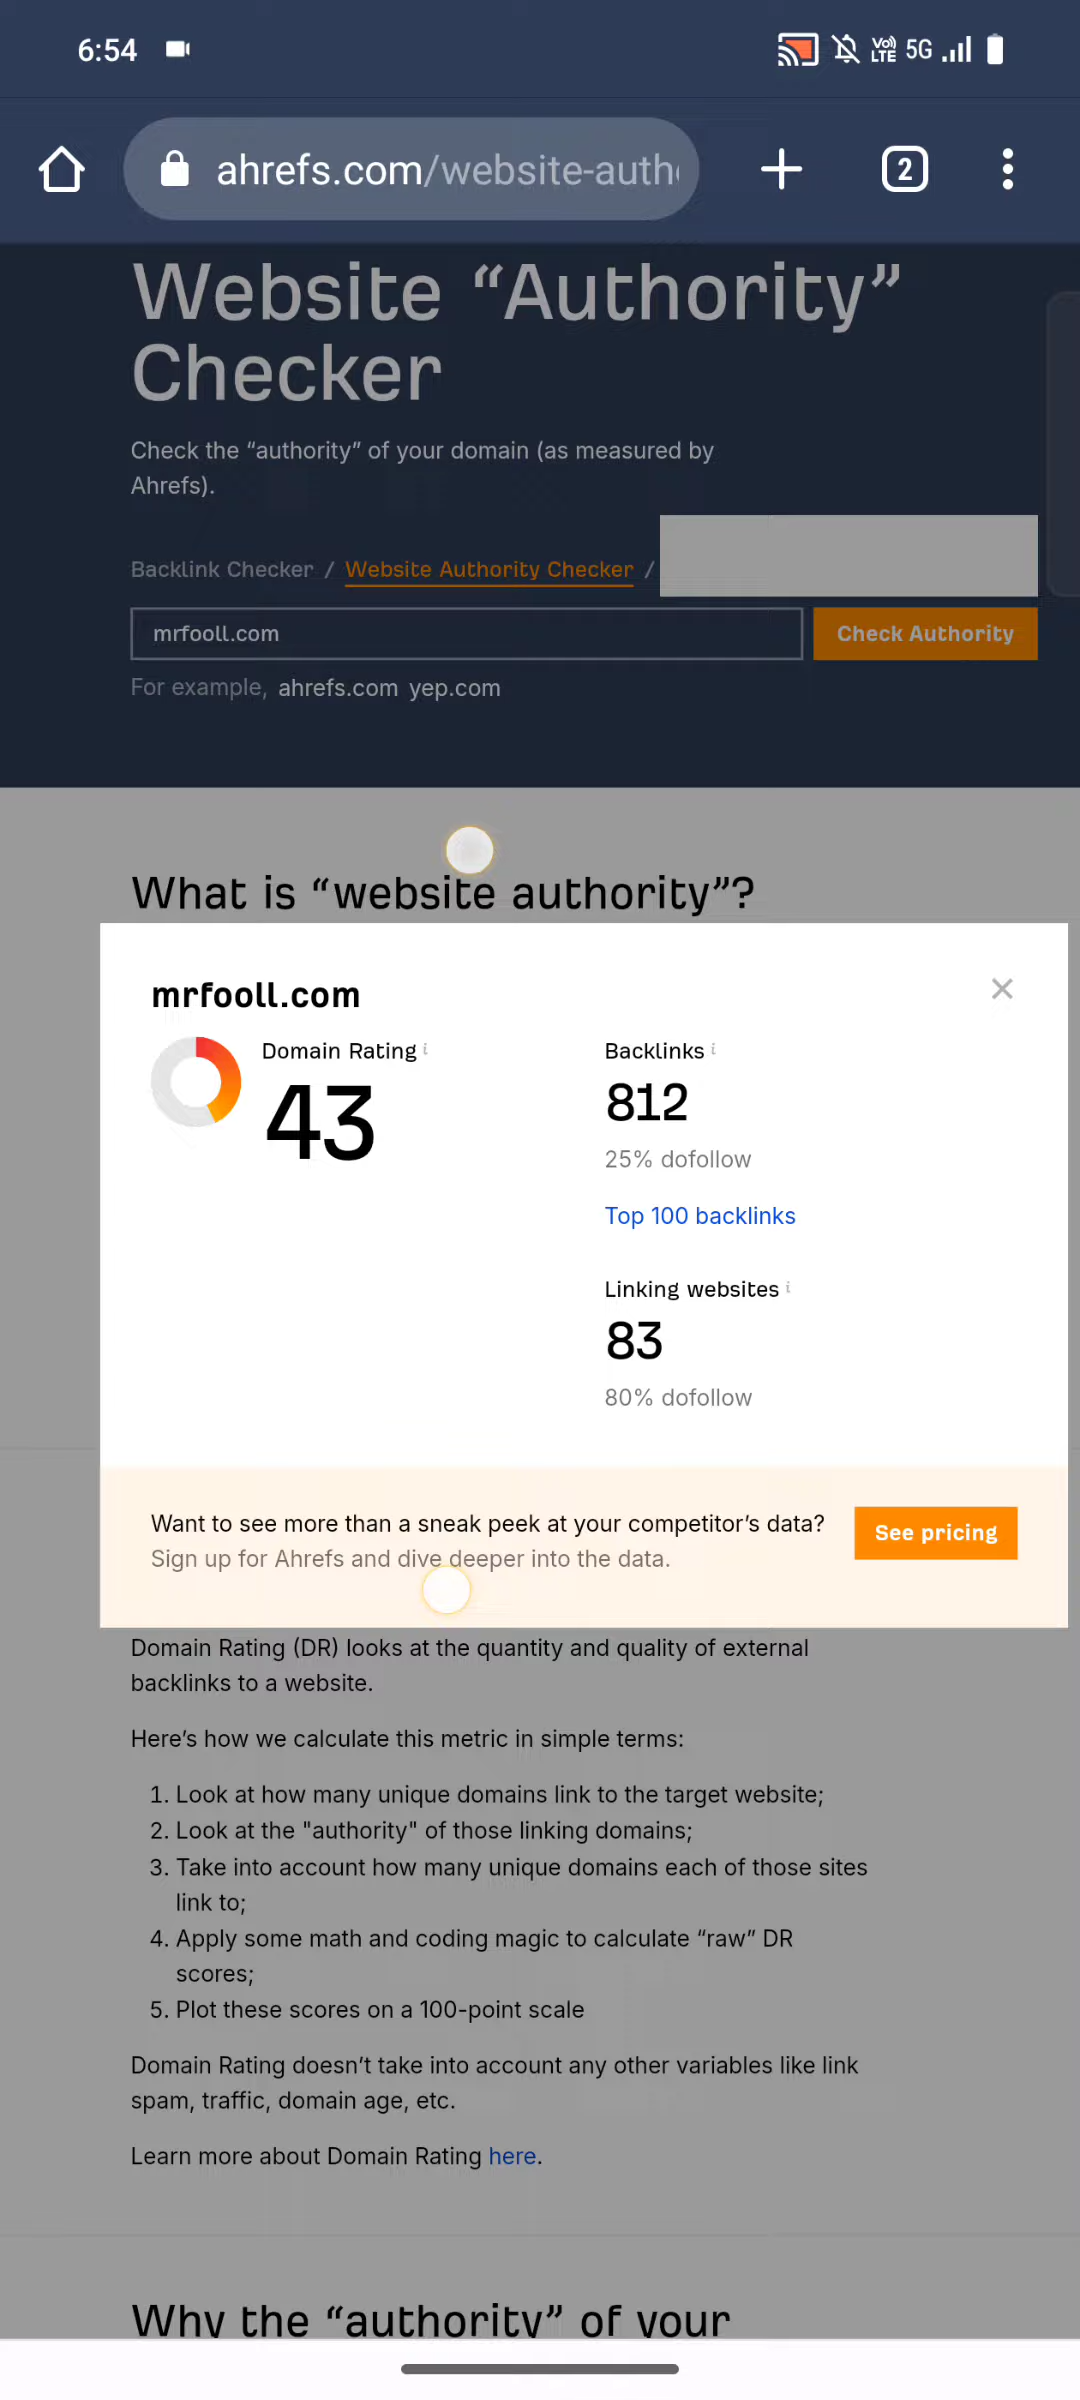 6:54
Vo) LTE 5G
ahrefs.com/website-auth
2
Website “Authority”
Checker
Check the “authority” of your domain (as measured by
Ahrefs).
Backlink Checker / Website Authority Checker /
mrfooll.com
Check Authority
For example, ahrefs.com yep.com
What is “website authority”?
mrfooll.com
Domain Rating i
43
Backlinks i
812
25% dofollow
Top 100 backlinks
Linking websites i
83
80% dofollow
Want to see more than a sneak peek at your competitor’s data?
Sign up for Ahrefs and dive deeper into the data.
See pricing
Domain Rating (DR) looks at the quantity and quality of external
backlinks to a website.
Here’s how we calculate this metric in simple terms:
1. Look at how many unique domains link to the target website;
2. Look at the "authority" of those linking domains;
3. Take into account how many unique domains each of those sites
link to;
4. Apply some math and coding magic to calculate “raw” DR
scores;
5. Plot these scores on a 100-point scale
Domain Rating doesn’t take into account any other variables like link
spam, traffic, domain age, etc.
Learn more about Domain Rating here.
Why the “authority” of your